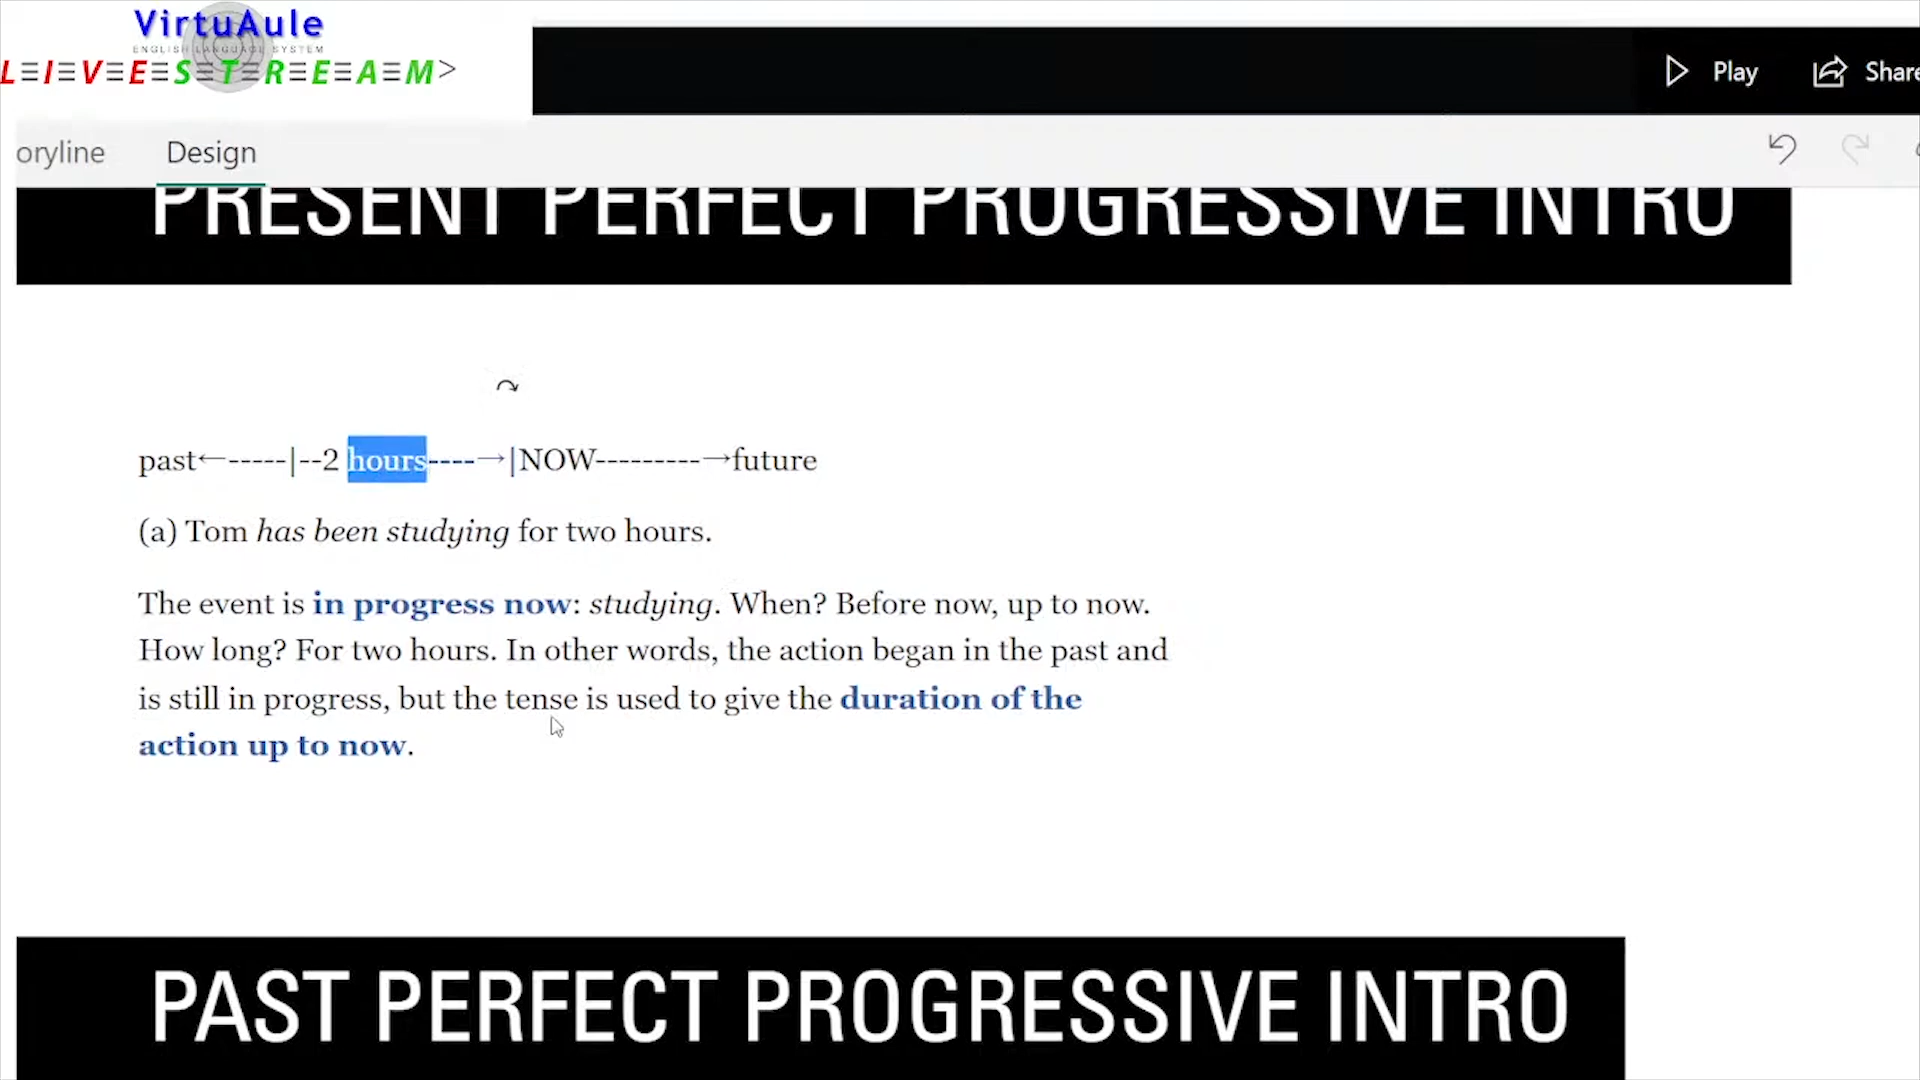 VirtuAule
ENGLISH LANGUAGE SYSTEM
L≡I≡V≡E≡S≡T≡R≡E≡A≡M>
Play
Share
oryline
Design
PRESENT PERFECT PROGRESSIVE INTRO
past←-----|--2 hours----→|NOW---------→future
(a) Tom has been studying for two hours.
The event is in progress now: studying. When? Before now, up to now.
How long? For two hours. In other words, the action began in the past and
is still in progress, but the tense is used to give the duration of the
action up to now.
PAST PERFECT PROGRESSIVE INTRO